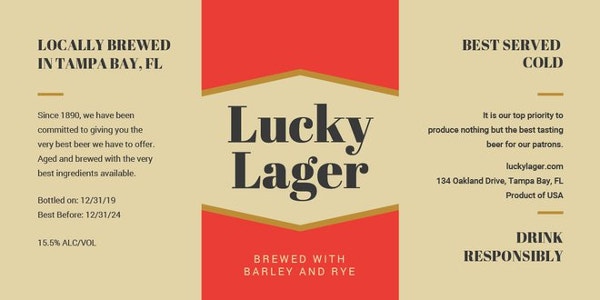 LOCALLY BREWED
IN TAMPA BAY, FL
Since 1890, we have been
committed to giving you the
very best beer we have to offer.
Aged and brewed with the very
best ingredients available.
Bottled on: 12/31/19
Best Before: 12/31/24
15.5% ALC/VOL
Lucky
Lager
BREWED WITH
BARLEY AND RYE
BEST SERVED
COLD
It is our top priority to
produce nothing but the best tasting
beer for our patrons.
luckylager.com
134 Oakland Drive, Tampa Bay, FL
Product of USA
DRINK
RESPONSIBLY